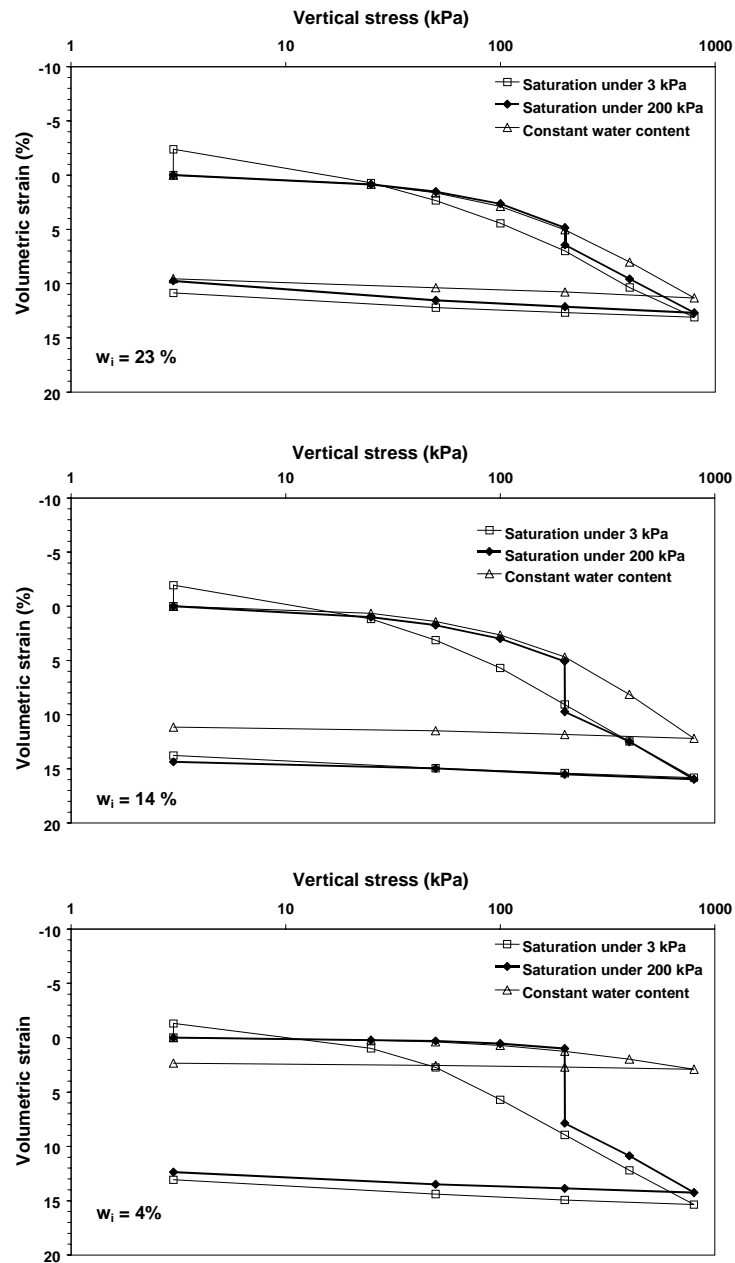 Vertical stress (kPa)
1 10 100 1000
-10
-5
0
5
10
15
20
Volumetric strain (%)
Saturation under 3 kPa
Saturation under 200 kPa
Constant water content
wi = 23 %
Vertical stress (kPa)
1 10 100 1000
-10
-5
0
5
10
15
20
Volumetric strain (%)
Saturation under 3 kPa
Saturation under 200 kPa
Constant water content
wi = 14 %
Vertical stress (kPa)
1 10 100 1000
-10
-5
0
5
10
15
20
Volumetric strain
Saturation under 3 kPa
Saturation under 200 kPa
Constant water content
wi = 4%